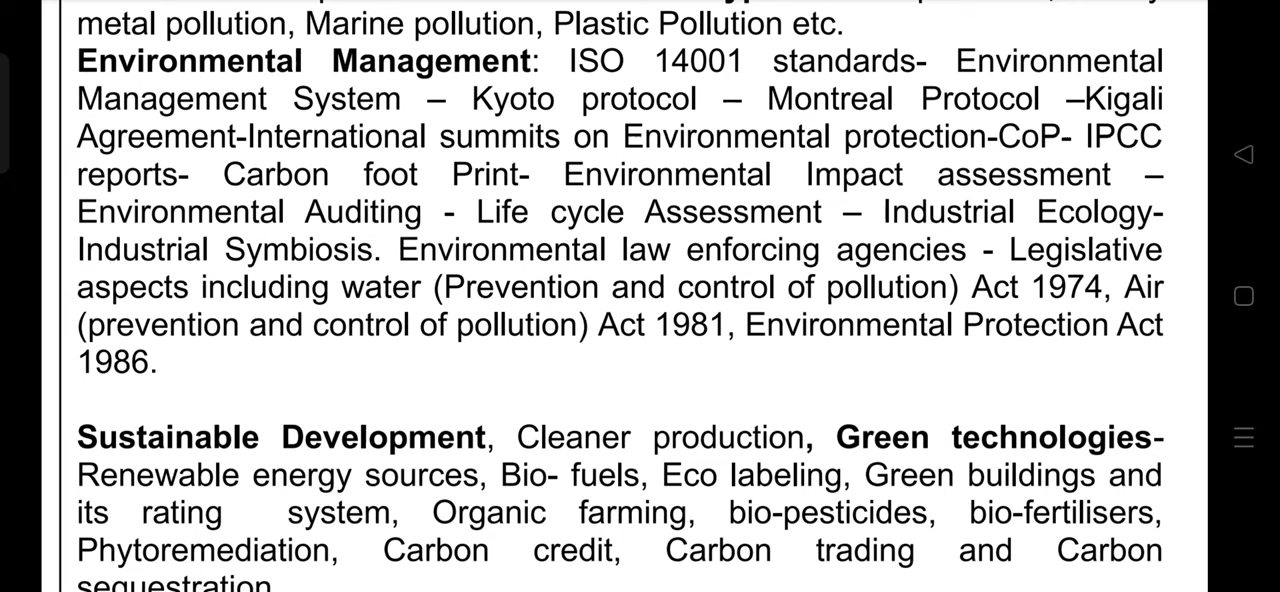 metal pollution, Marine pollution, Plastic Pollution etc.
Environmental Management: ISO 14001 standards- Environmental
Management System – Kyoto protocol – Montreal Protocol –Kigali
Agreement-International summits on Environmental protection-CoP- IPCC
reports- Carbon foot Print- Environmental Impact assessment –
Environmental Auditing - Life cycle Assessment – Industrial Ecology-
Industrial Symbiosis. Environmental law enforcing agencies - Legislative
aspects including water (Prevention and control of pollution) Act 1974, Air
(prevention and control of pollution) Act 1981, Environmental Protection Act
1986.
Sustainable Development, Cleaner production, Green technologies-
Renewable energy sources, Bio- fuels, Eco labeling, Green buildings and
its rating system, Organic farming, bio-pesticides, bio-fertilisers,
Phytoremediation, Carbon credit, Carbon trading and Carbon
sequestration